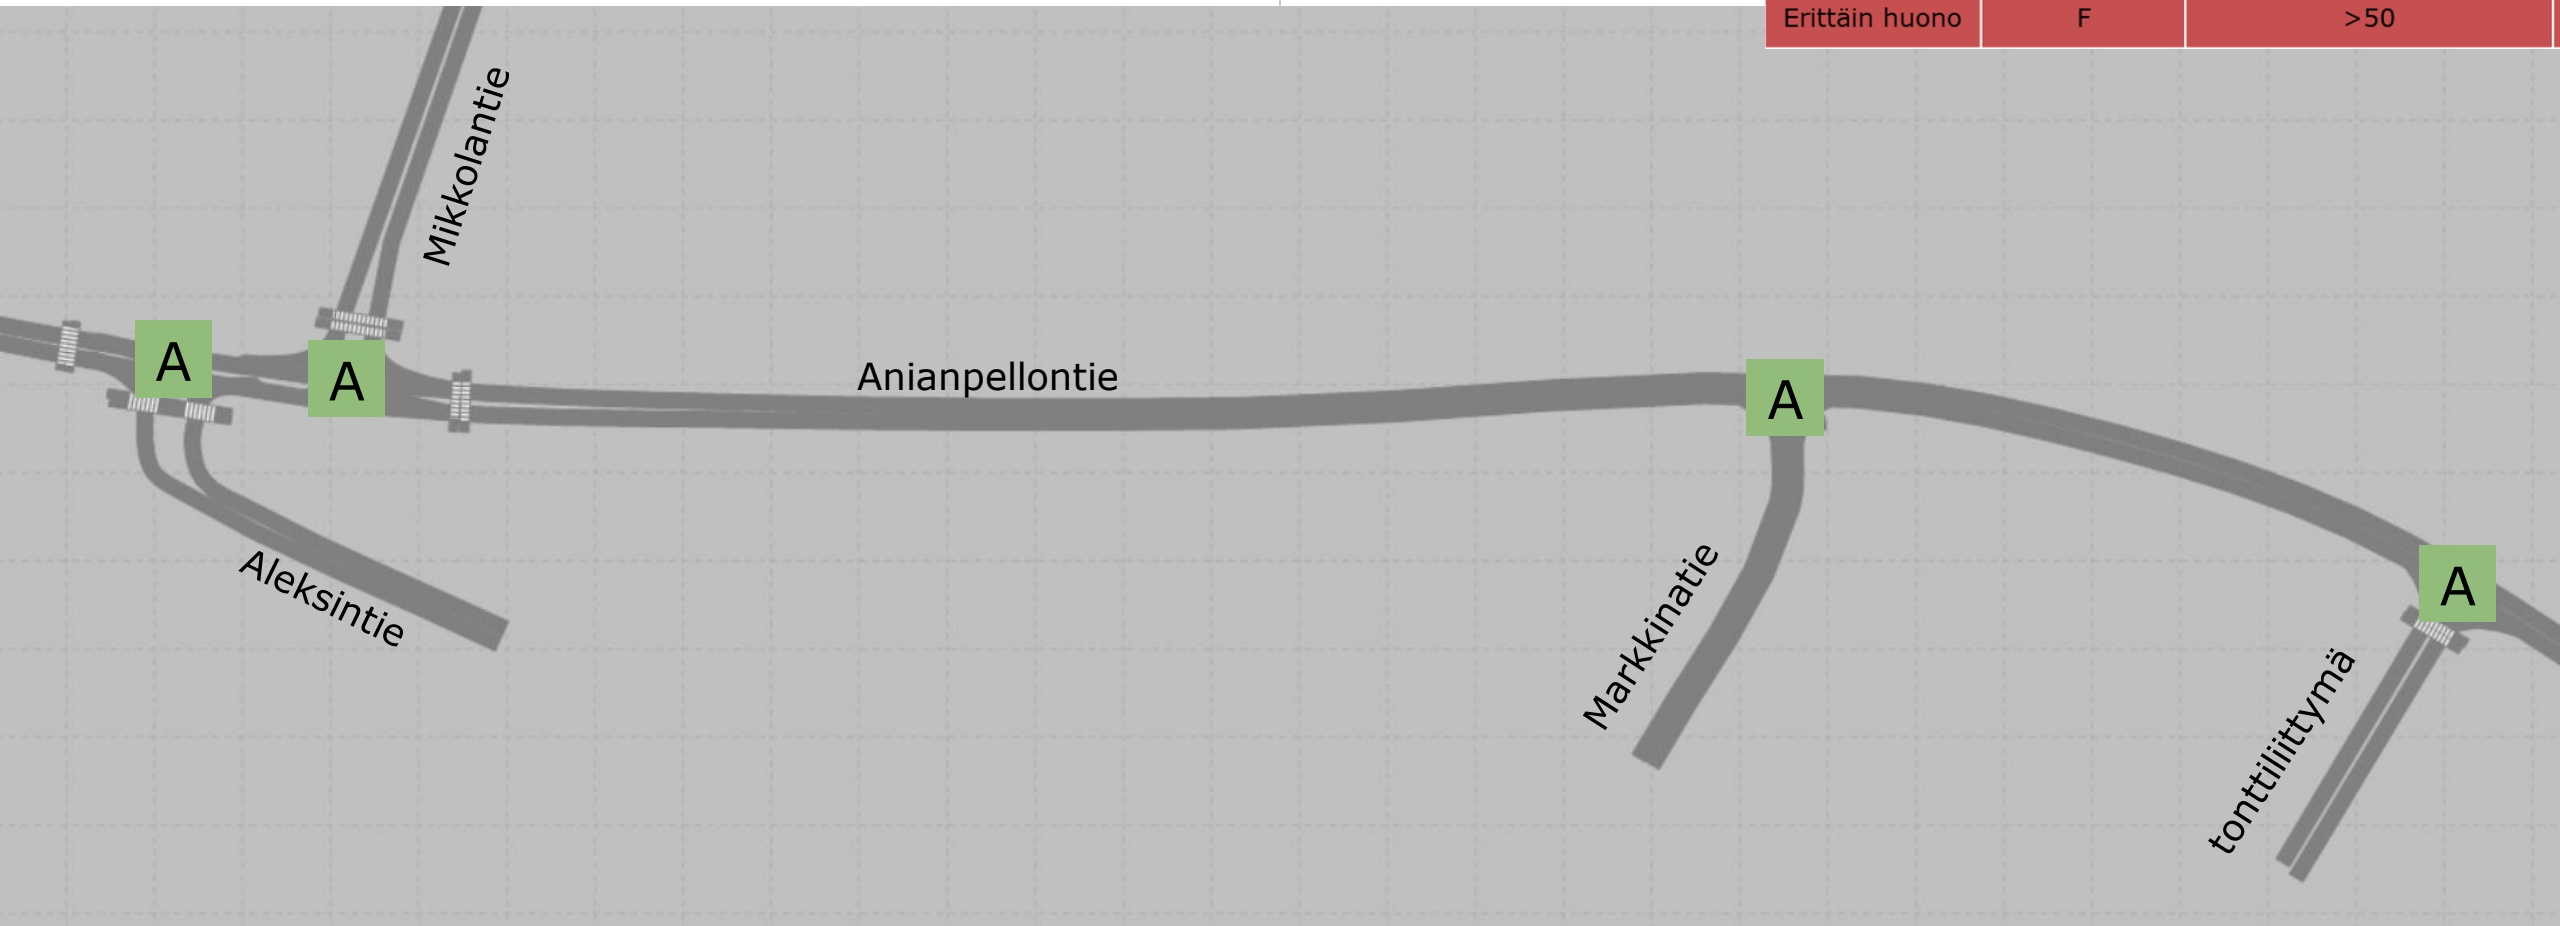 Erittäin huono F >50
Mikkolantie
A
A
Anianpellontie
A
A
Aleksintie
Markkinatie
tonttiliittymä